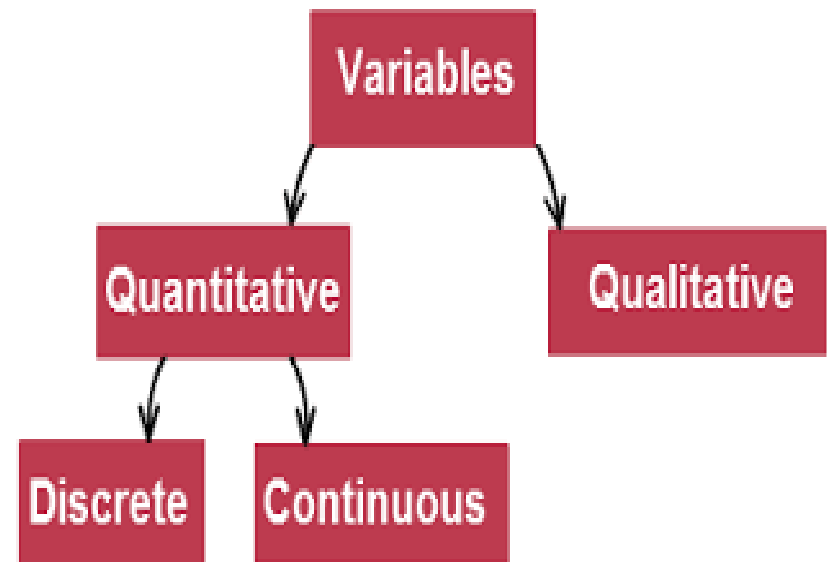 Variables
Quantitative
Qualitative
Discrete
Continuous